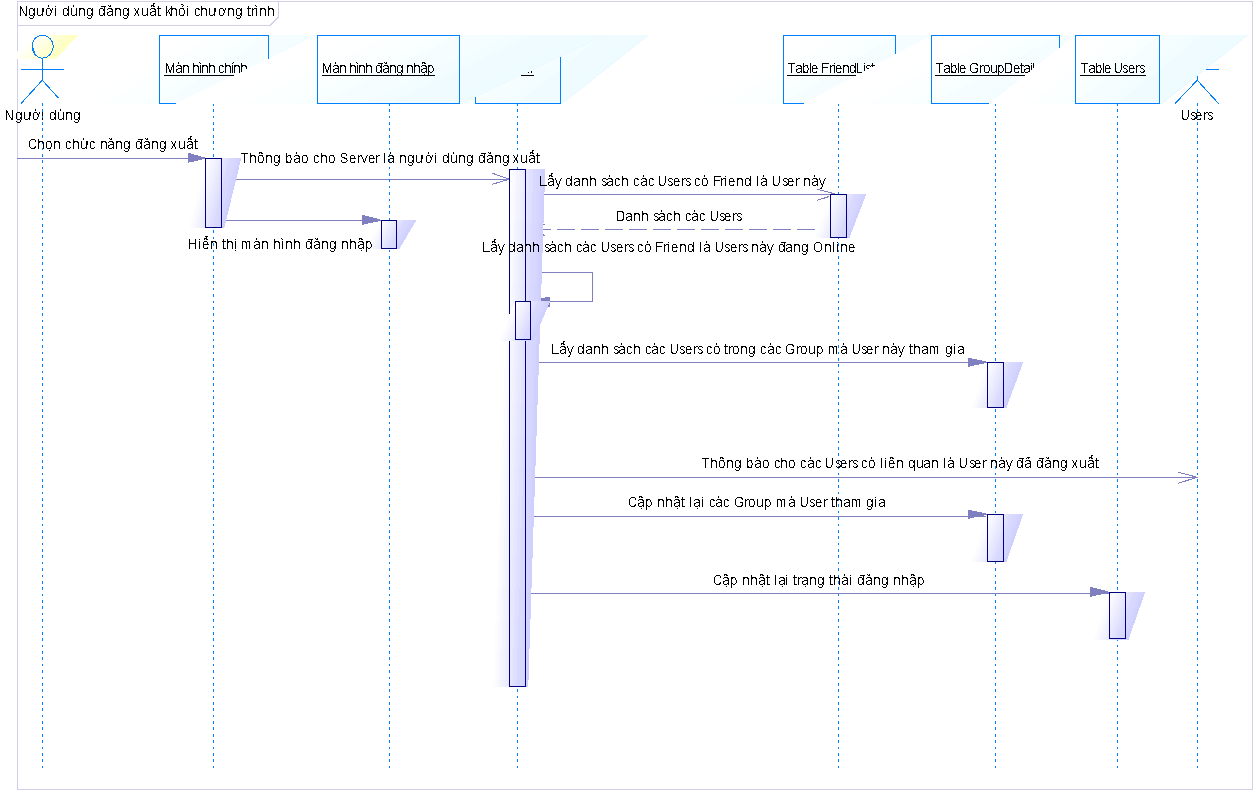 Người dùng đăng xuất khỏi chương trình
Màn hình chính
Màn hình đăng nhập
...
Table FriendList
Table GroupDetail
Table Users
Người dùng
Users
Chọn chức năng đăng xuất
Thông báo cho Server là người dùng đăng xuất
Lấy danh sách các Users có Friend là User này
Danh sách các Users
Hiển thị màn hình đăng nhập
Lấy danh sách các Users có Friend là Users này đang Online
Lấy danh sách các Users có trong các Group mà User này tham gia
Thông báo cho các Users có liên quan là User này đã đăng xuất
Cập nhật lại các Group mà User tham gia
Cập nhật lại trạng thái đăng nhập